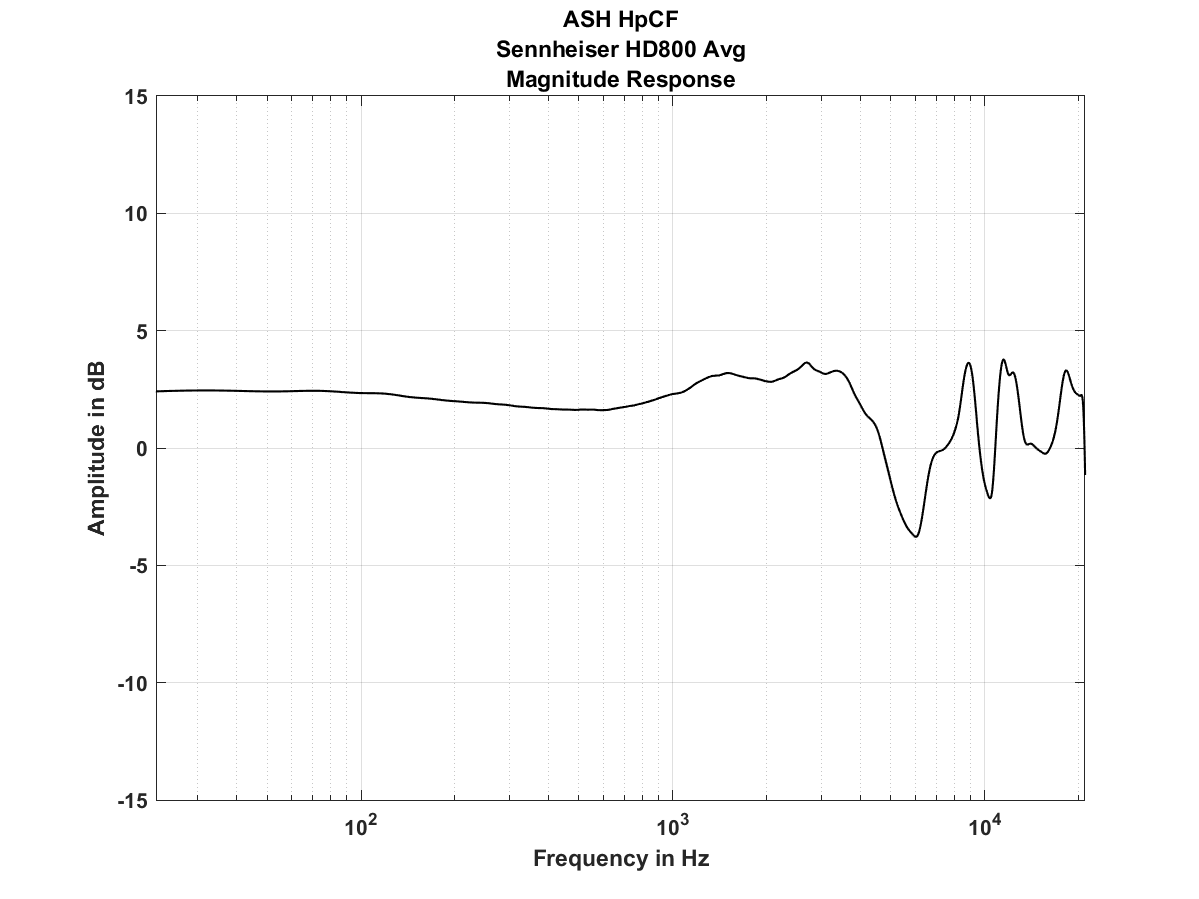 ASH HpCF
Sennheiser HD800 Avg
Magnitude Response
15
10
5
0
-5
-10
-15
Amplitude in dB
10²
10³
10⁴
Frequency in Hz